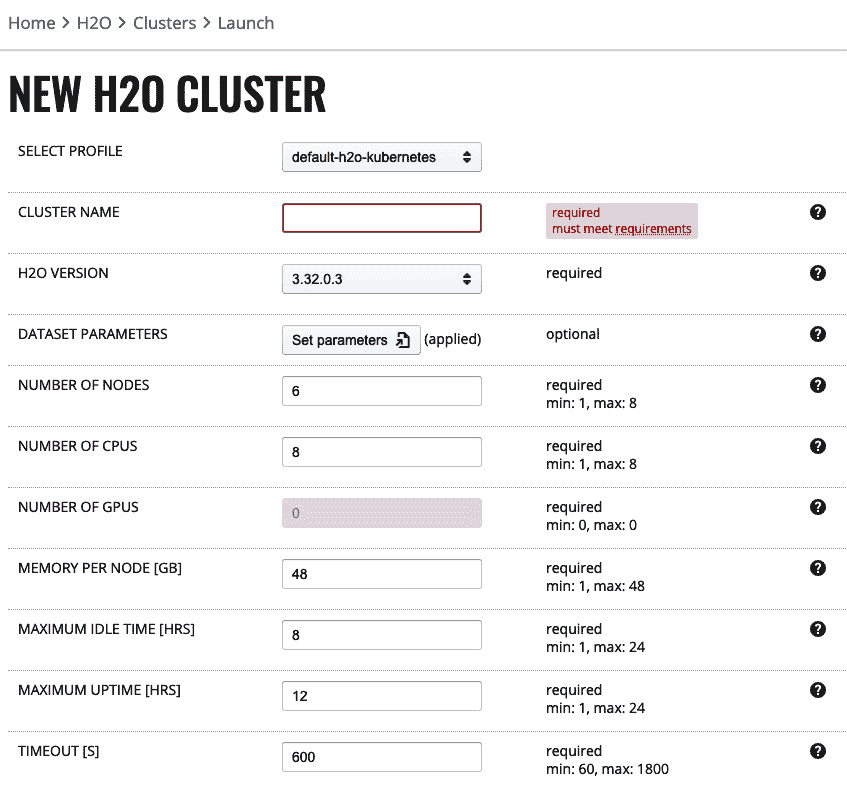 Home > H2O > Clusters > Launch
NEW H2O CLUSTER
SELECT PROFILE
default-h2o-kubernetes
CLUSTER NAME
required
must meet requirements
?
H2O VERSION
3.32.0.3
required
?
DATASET PARAMETERS
Set parameters
(applied)
optional
?
NUMBER OF NODES
6
required
min: 1, max: 8
?
NUMBER OF CPUS
8
required
min: 1, max: 8
?
NUMBER OF GPUS
0
required
min: 0, max: 0
?
MEMORY PER NODE [GB]
48
required
min: 1, max: 48
?
MAXIMUM IDLE TIME [HRS]
8
required
min: 1, max: 24
?
MAXIMUM UPTIME [HRS]
12
required
min: 1, max: 24
?
TIMEOUT [S]
600
required
min: 60, max: 1800
?